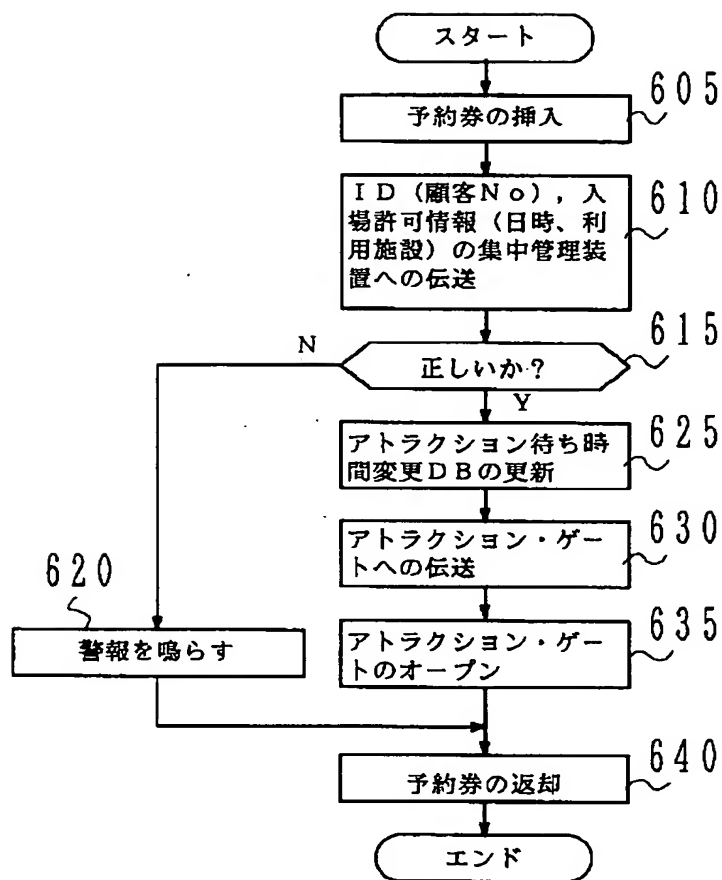 スタート
605
予約券の挿入
610
ID(顧客No),入
場許可情報(日時、利
用施設)の集中管理装
置への伝送
615
正しいか?
N
Y
625
アトラクション待ち時
間変更DBの更新
630
アトラクション・ゲー
トへの伝送
620
警報を鳴らす
635
アトラクション・ゲー
トのオープン
640
予約券の返却
エンド